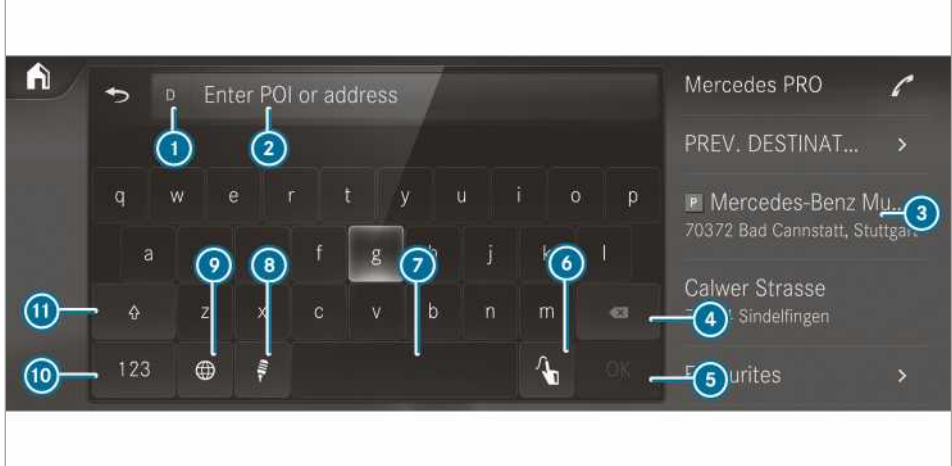 D Enter POI or address
1 2
q w e r t y u i o p
a f g h j k l
9 8 7 6
z x c v b n m
11 4
123 OK
10 5
Mercedes PRO
PREV. DESTINAT...
P Mercedes-Benz Mu...
3
70372 Bad Cannstatt, Stuttgart
Calwer Strasse
Sindelfingen
urites